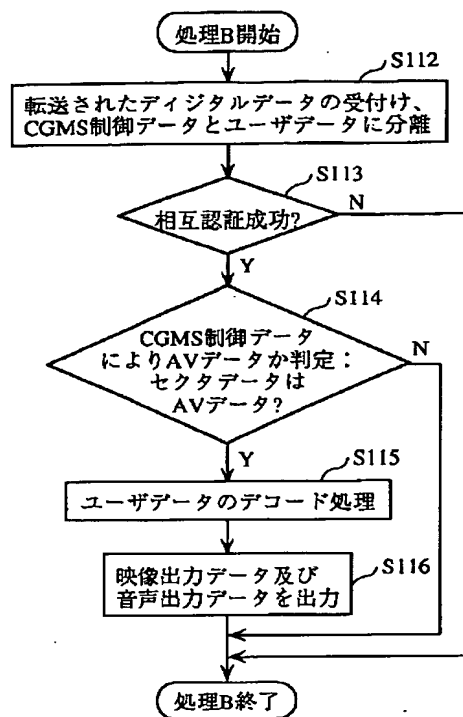 処理B開始
S112
転送されたディジタルデータの受付け、
CGMS制御データとユーザデータに分離
S113
相互認証成功?
N
Y
S114
CGMS制御データ
によりAVデータか判定：
セクタデータは
AVデータ?
N
Y
S115
ユーザデータのデコード処理
S116
映像出力データ及び
音声出力データを出力
処理B終了